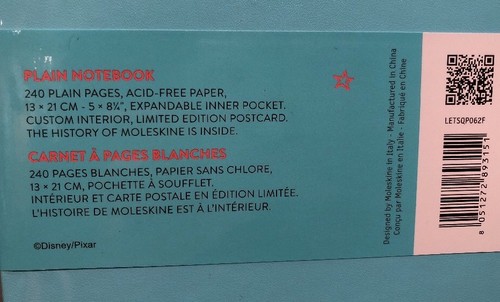 PLAIN NOTEBOOK
240 PLAIN PAGES, ACID-FREE PAPER,
13 × 21 CM - 5 × 8¼", EXPANDABLE INNER POCKET.
CUSTOM INTERIOR, LIMITED EDITION POSTCARD.
THE HISTORY OF MOLESKINE IS INSIDE.
CARNET À PAGES BLANCHES
240 PAGES BLANCHES, PAPIER SANS CHLORE,
13 × 21 CM, POCHETTE À SOUFFLET.
INTÉRIEUR ET CARTE POSTALE EN ÉDITION LIMITÉE.
L'HISTOIRE DE MOLESKINE EST À L'INTÉRIEUR.
©Disney/Pixar
Designed by Moleskine in Italy - Manufactured in China
Conçu par Moleskine en Italie - Fabriqué en Chine
LETSQP062F
8 051272 893151